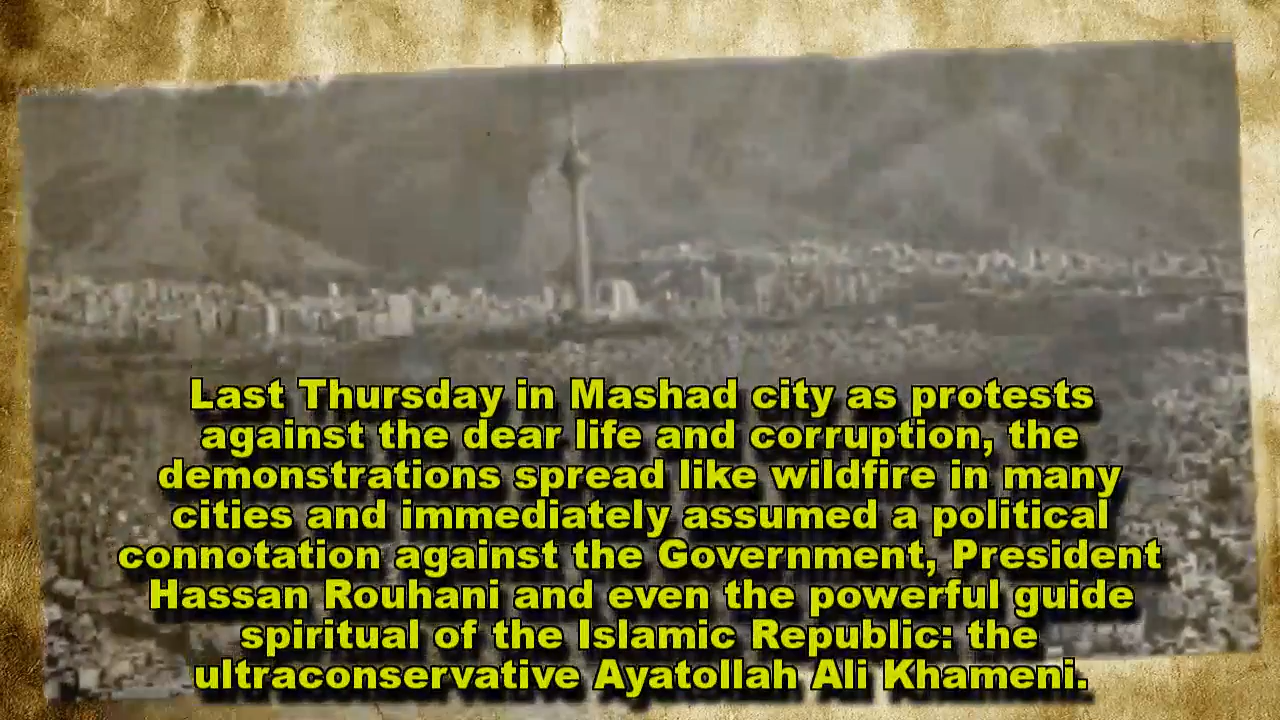 Last Thursday in Mashad city as protests
against the dear life and corruption, the
demonstrations spread like wildfire in many
cities and immediately assumed a political
connotation against the Government, President
Hassan Rouhani and even the powerful guide
spiritual of the Islamic Republic: the
ultraconservative Ayatollah Ali Khameni.